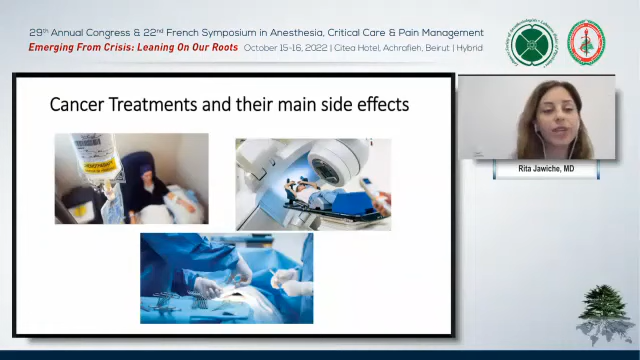 29th Annual Congress & 22nd French Symposium in Anesthesia, Critical Care & Pain Management
Emerging From Crisis: Leaning On Our Roots October 15-16, 2022 | Citea Hotel, Achrafieh, Beirut | Hybrid
Cancer Treatments and their main side effects
Rita Jawiche, MD